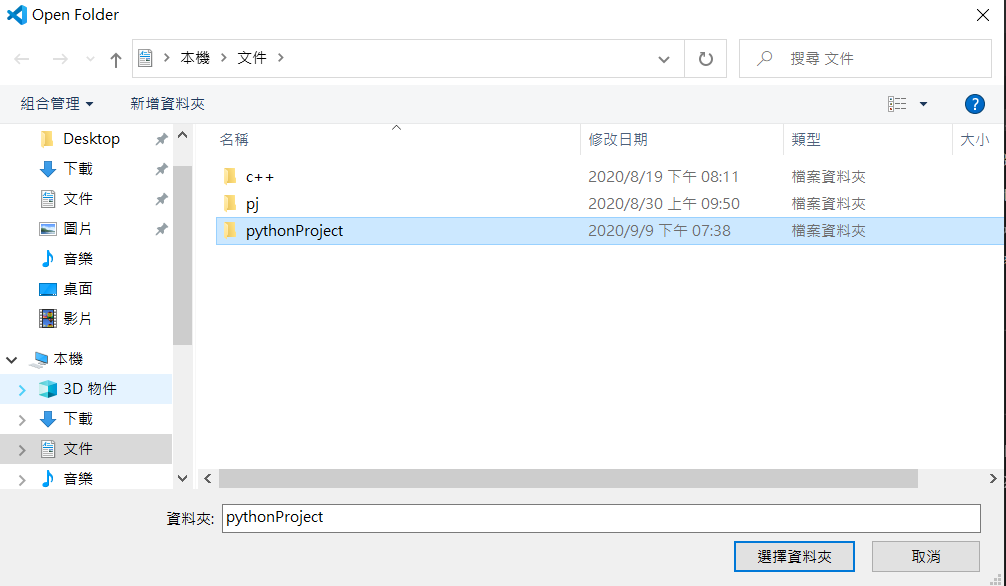 Open Folder
本機 文件
搜尋 文件
組合管理 新增資料夾
?
Desktop
下載
文件
圖片
音樂
桌面
影片
本機
3D 物件
下載
文件
音樂
名稱 修改日期 類型 大小
c++ 2020/8/19 下午 08:11 檔案資料夾
pj 2020/8/30 上午 09:50 檔案資料夾
pythonProject 2020/9/9 下午 07:38 檔案資料夾
資料夾: pythonProject
選擇資料夾 取消